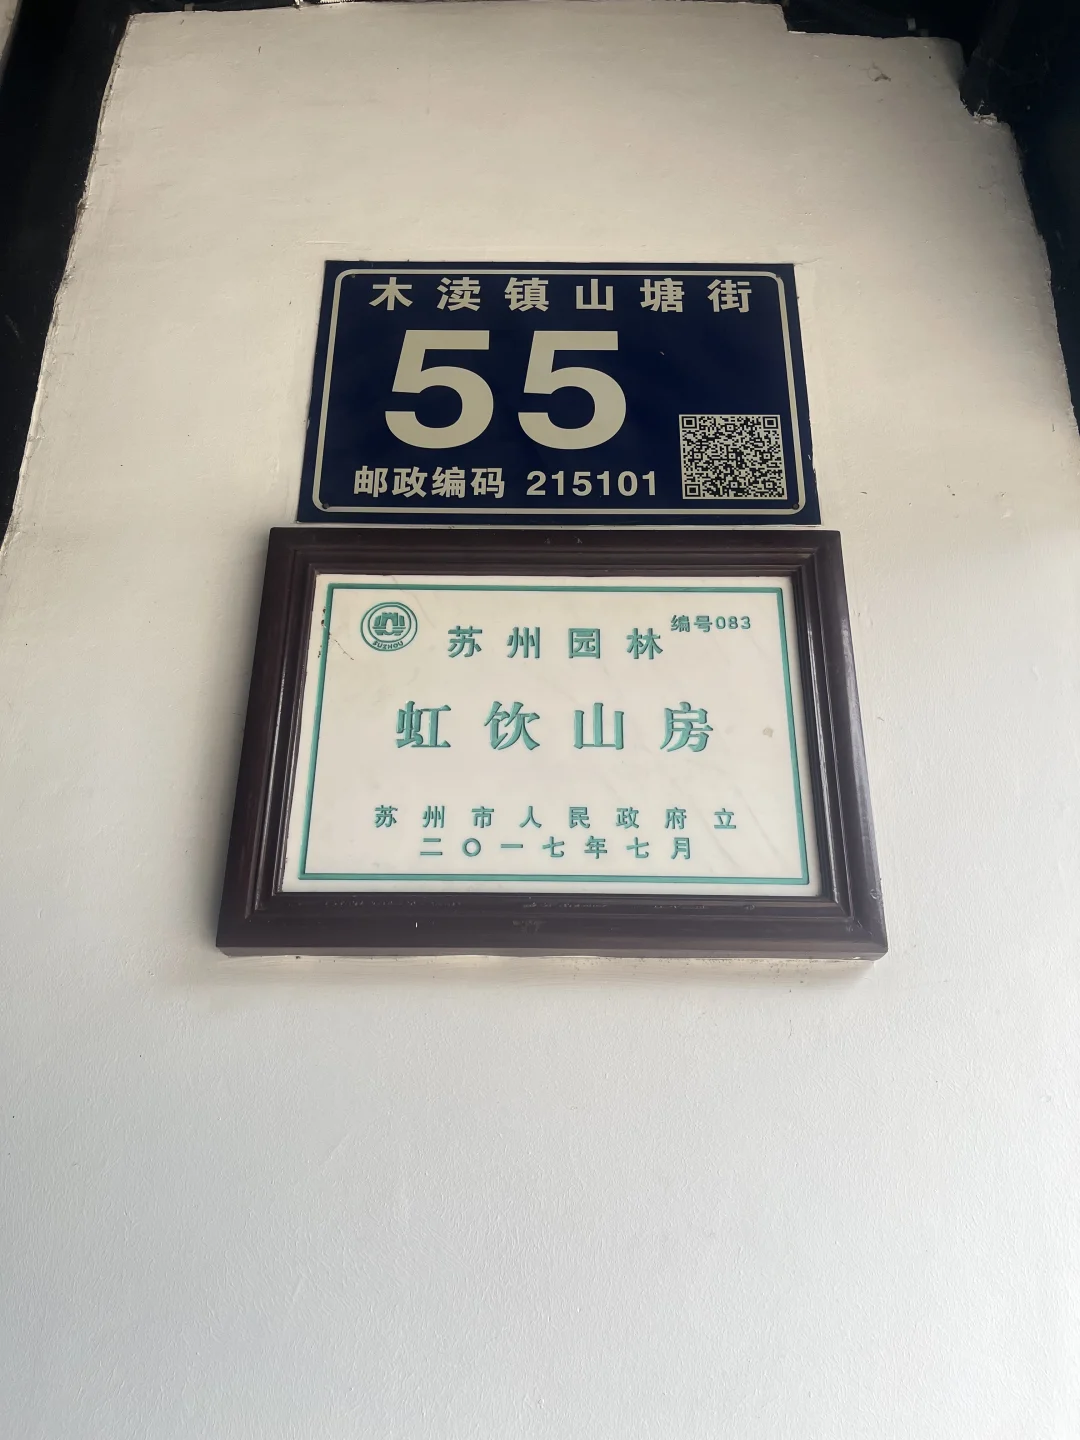 木渎镇山塘街
55
邮政编码 215101
SUZHOU
苏州园林 编号083
虹饮山房
苏州市人民政府立
二〇一七年七月